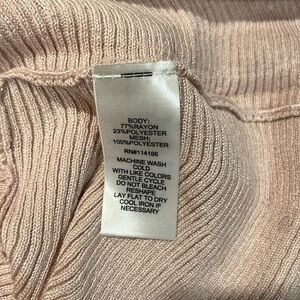 BODY:
77%RAYON
23%POLYESTER
MESH:
100%POLYESTER
RN#114186
MACHINE WASH
COLD
WITH LIKE COLORS
GENTLE CYCLE
DO NOT BLEACH
RESHAPE
LAY FLAT TO DRY
COOL IRON IF
NECESSARY